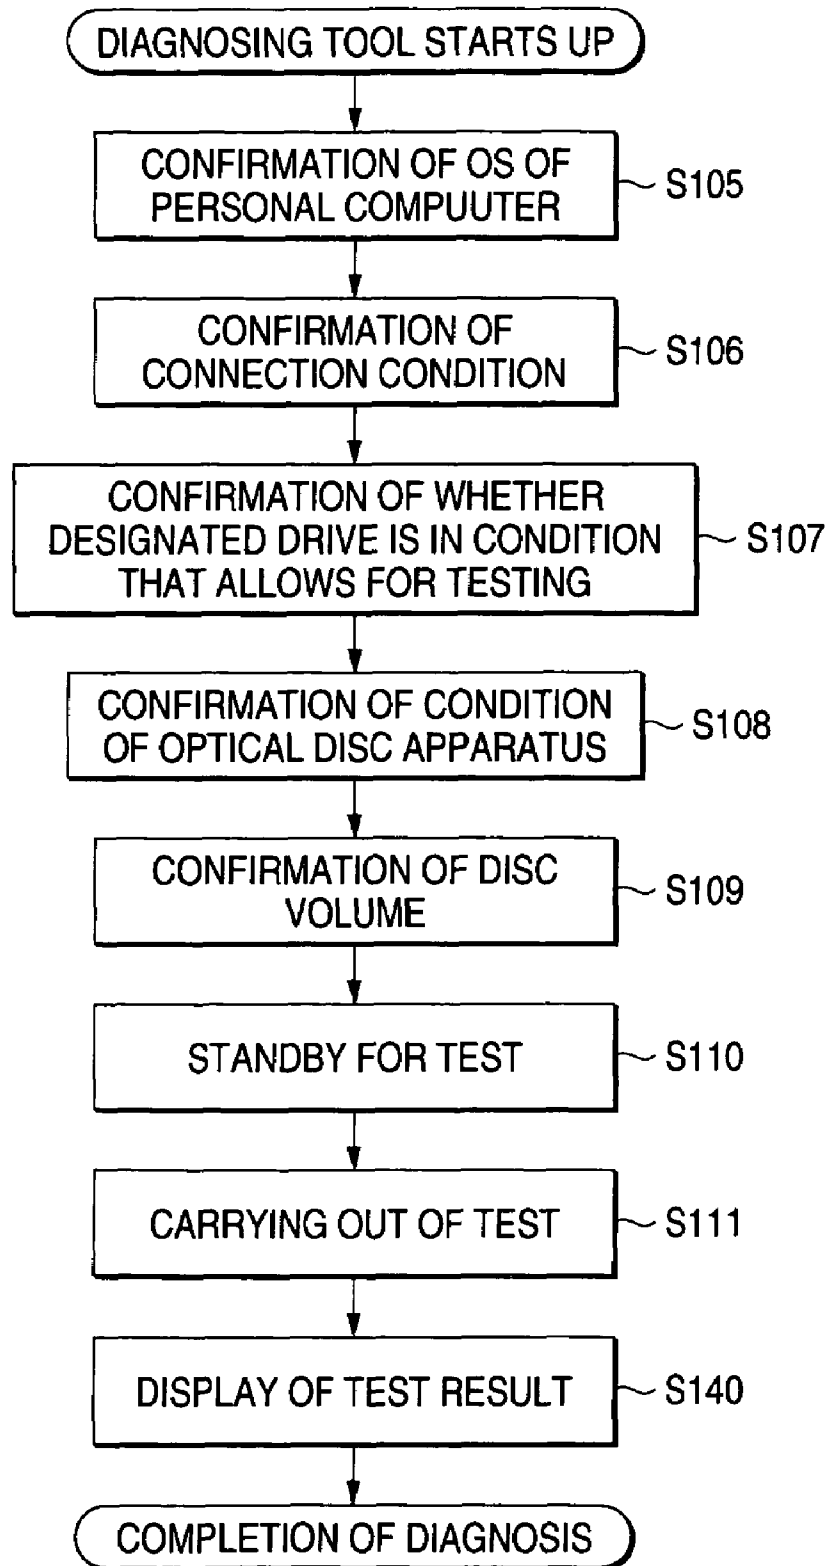 DIAGNOSING TOOL STARTS UP
CONFIRMATION OF OS OF
PERSONAL COMPUUTER
S105
CONFIRMATION OF
CONNECTION CONDITION
S106
CONFIRMATION OF WHETHER
DESIGNATED DRIVE IS IN CONDITION
THAT ALLOWS FOR TESTING
S107
CONFIRMATION OF CONDITION
OF OPTICAL DISC APPARATUS
S108
CONFIRMATION OF DISC
VOLUME
S109
STANDBY FOR TEST
S110
CARRYING OUT OF TEST
S111
DISPLAY OF TEST RESULT
S140
COMPLETION OF DIAGNOSIS